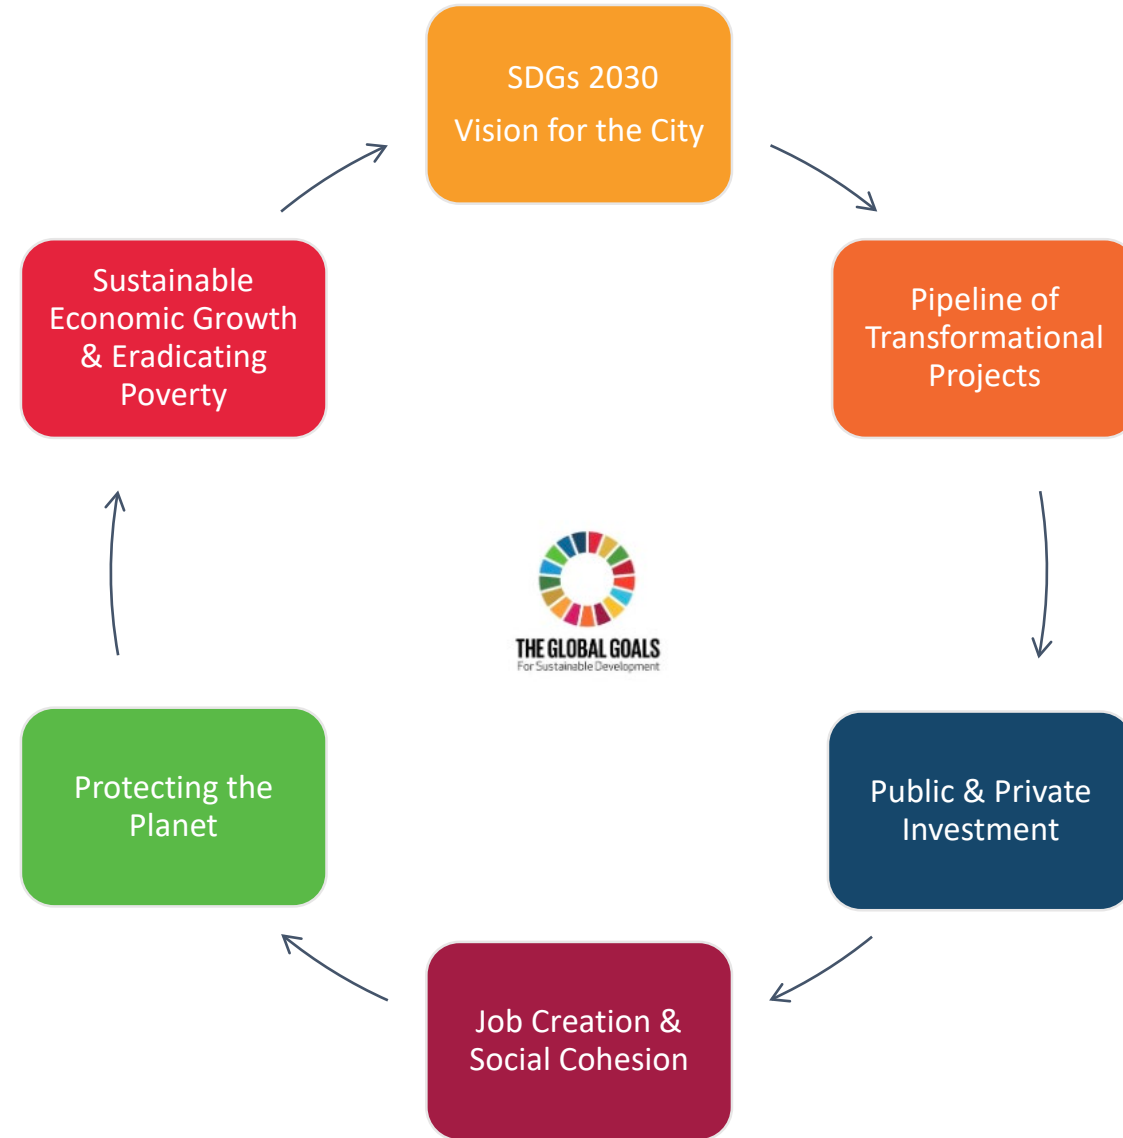 SDGs 2030
Vision for the City
Pipeline of
Transformational
Projects
Public & Private
Investment
Job Creation &
Social Cohesion
Protecting the
Planet
Sustainable
Economic Growth
& Eradicating
Poverty
THE GLOBAL GOALS
For Sustainable Development